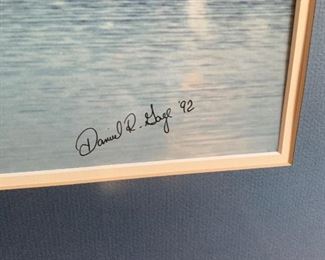 Daniel R. Gage '92